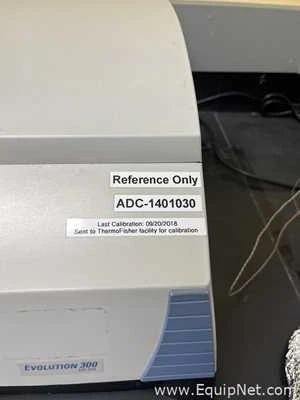 Reference Only
ADC-1401030
Last Calibration: 09/20/2018
Sent to ThermoFisher facility for calibration
EVOLUTION 300
www.EquipNet.com